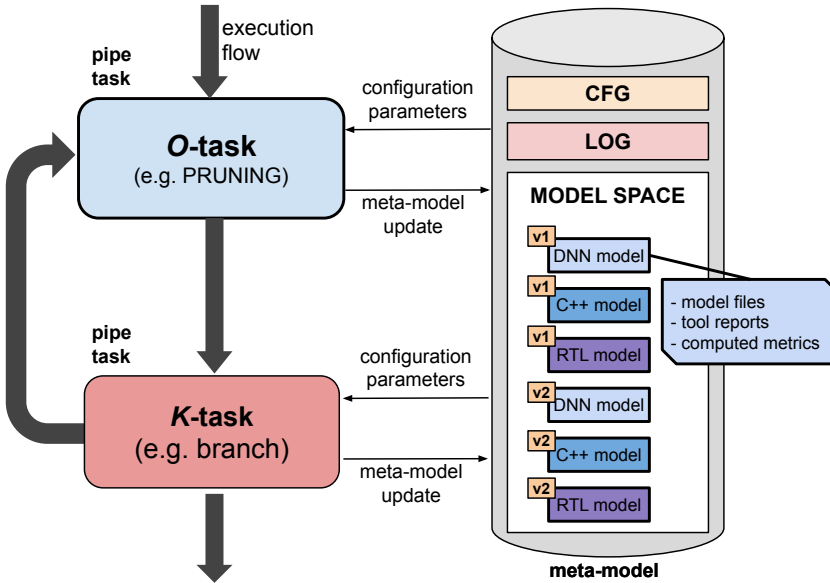 execution
flow
pipe
task
O-task
(e.g. PRUNING)
configuration
parameters
meta-model
update
pipe
task
K-task
(e.g. branch)
configuration
parameters
meta-model
update
CFG
LOG
MODEL SPACE
v1
DNN model
v1
C++ model
v1
RTL model
v2
DNN model
v2
C++ model
v2
RTL model
- model files
- tool reports
- computed metrics
meta-model